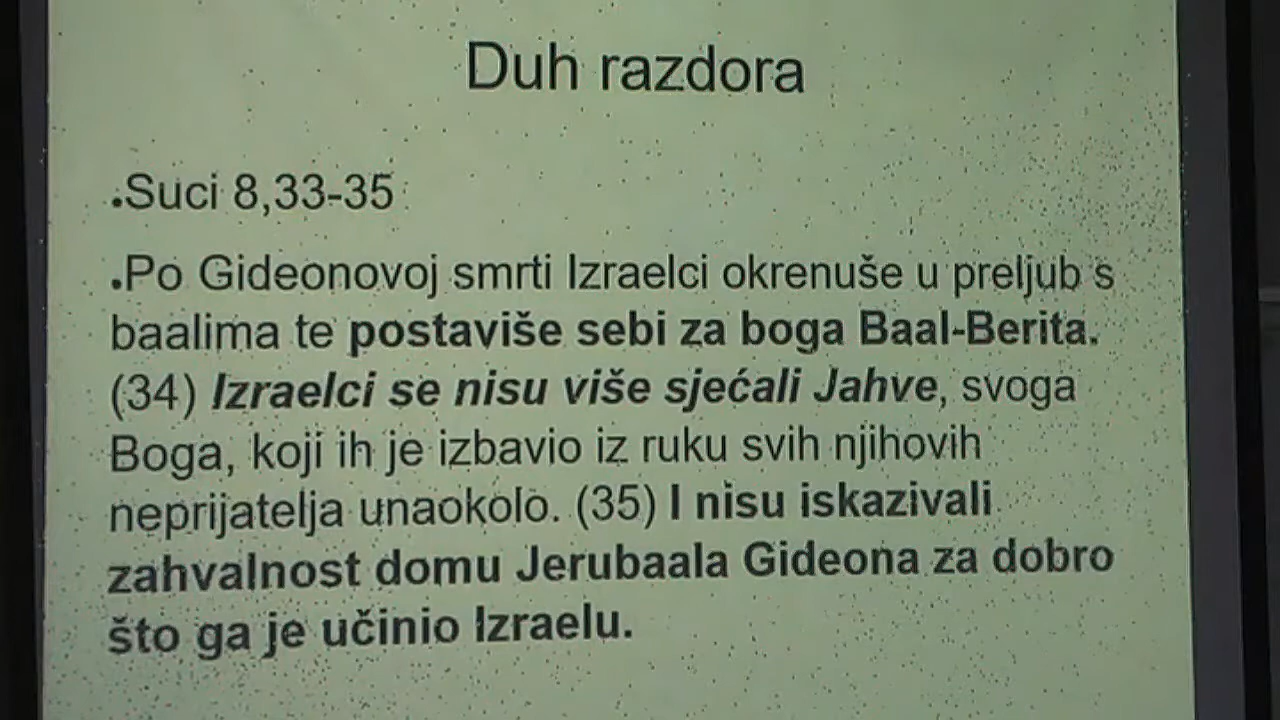 Duh razdora
.Suci 8,33-35
.Po Gideonovoj smrti Izraelci okrenuše u preljub s
baalima te postaviše sebi za boga Baal-Berita.
(34) Izraelci se nisu više sjećali Jahve, svoga
Boga, koji ih je izbavio iz ruku svih njihovih
neprijatelja unaokolo. (35) I nisu iskazivali
zahvalnost domu Jerubaala Gideona za dobro
što ga je učinio Izraelu.